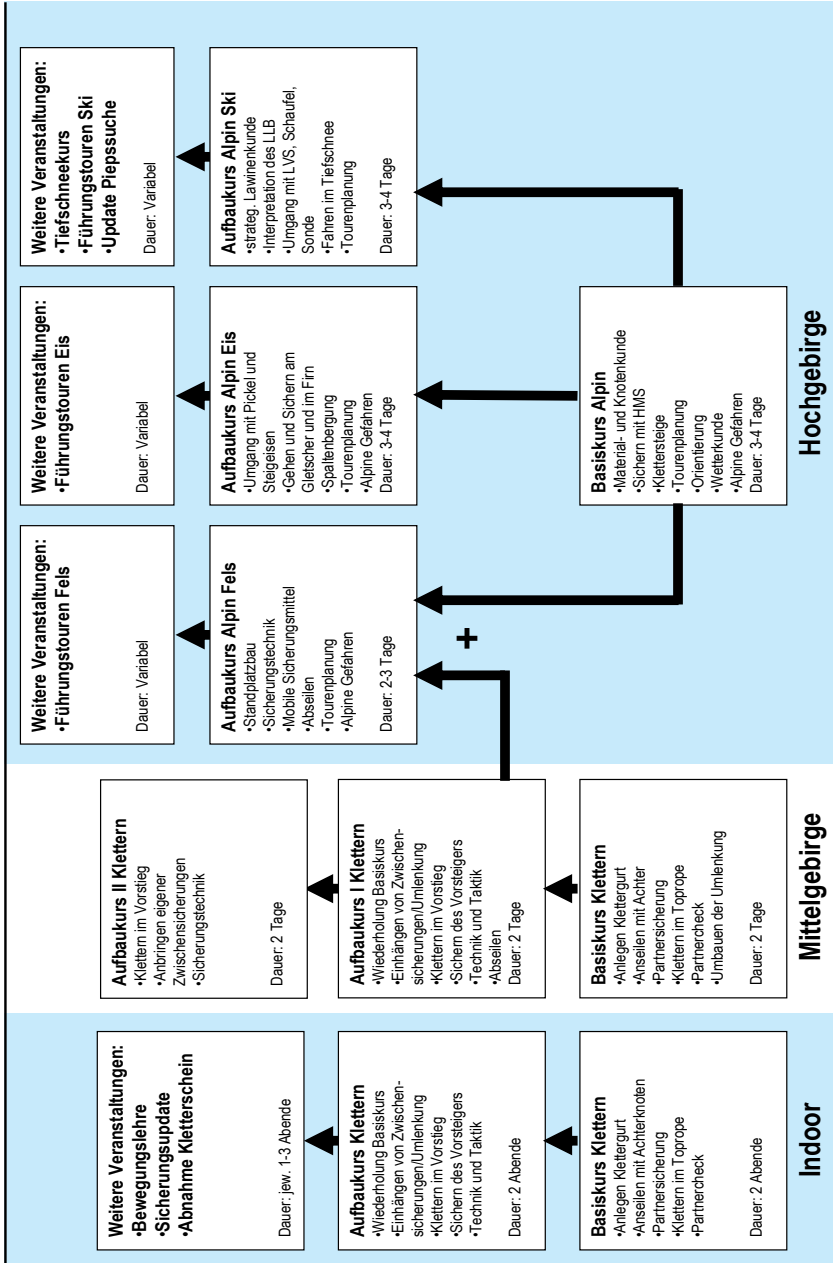 Weitere Veranstaltungen:
•Bewegungslehre
•Sicherungsupdate
•Abnahme Kletterschein
Dauer: jew. 1-3 Abende
Aufbaukurs Klettern
•Wiederholung Basiskurs
•Einhängen von Zwischen-
sicherungen/Umlenkung
•Klettern im Vorstieg
•Sichern des Vorsteigers
•Technik und Taktik
Dauer: 2 Abende
Basiskurs Klettern
•Anlegen Klettergurt
•Anseilen mit Achterknoten
•Partnersicherung
•Klettern im Toprope
•Partnercheck
Dauer: 2 Abende
Indoor
Aufbaukurs II Klettern
•Klettern im Vorstieg
•Anbringen eigener
Zwischensicherungen
•Sicherungstechnik
Dauer: 2 Tage
Aufbaukurs I Klettern
•Wiederholung Basiskurs
•Einhängen von Zwischen-
sicherungen/Umlenkung
•Klettern im Vorstieg
•Sichern des Vorsteigers
•Technik und Taktik
•Abseilen
Dauer: 2 Tage
Basiskurs Klettern
•Anlegen Klettergurt
•Anseilen mit Achter
•Partnersicherung
•Klettern im Toprope
•Partnercheck
•Umbauen der Umlenkung
Dauer: 2 Tage
Mittelgebirge
Weitere Veranstaltungen:
•Führungstouren Fels
Dauer: Variabel
Aufbaukurs Alpin Fels
•Standplatzbau
•Sicherungstechnik
•Mobile Sicherungsmittel
•Abseilen
•Tourenplanung
•Alpine Gefahren
Dauer: 2-3 Tage
+
Weitere Veranstaltungen:
•Führungstouren Eis
Dauer: Variabel
Aufbaukurs Alpin Eis
•Umgang mit Pickel und
Steigeisen
•Gehen und Sichern am
Gletscher und im Firn
•Spaltenbergung
•Tourenplanung
•Alpine Gefahren
Dauer: 3-4 Tage
Weitere Veranstaltungen:
•Tiefschneekurs
•Führungstouren Ski
•Update Piepssuche
Dauer: Variabel
Aufbaukurs Alpin Ski
•strateg. Lawinenkunde
•Interpretation des LLB
•Umgang mit LVS, Schaufel,
Sonde
•Fahren im Tiefschnee
•Tourenplanung
Dauer: 3-4 Tage
Basiskurs Alpin
•Material- und Knotenkunde
•Sichern mit HMS
•Klettersteige
•Tourenplanung
•Orientierung
•Wetterkunde
•Alpine Gefahren
Dauer: 3-4 Tage
Hochgebirge